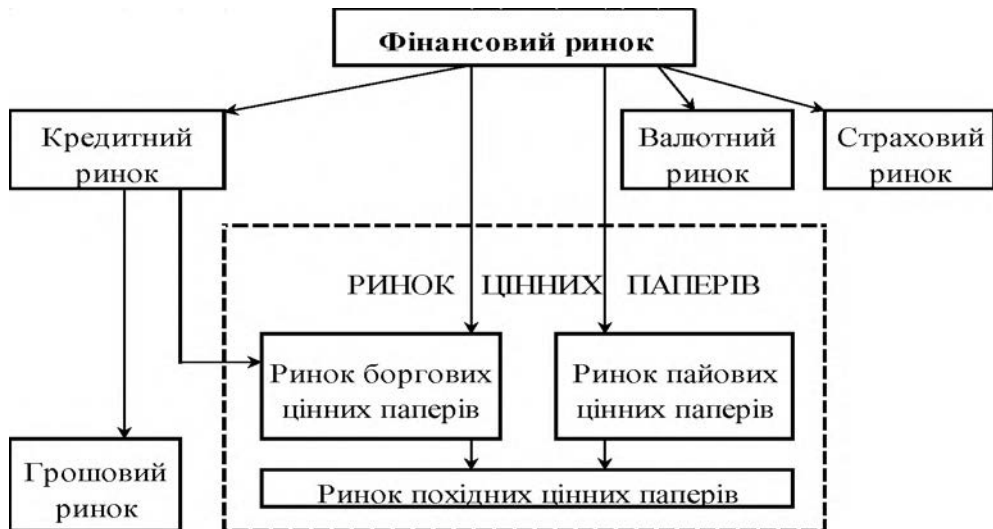 Фінансовий ринок
Кредитний
ринок
Валютний
ринок
Страховий
ринок
РИНОК ЦІННИХ ПАПЕРІВ
Ринок боргових
цінних паперів
Ринок пайових
цінних паперів
Грошовий
ринок
Ринок похідних цінних паперів